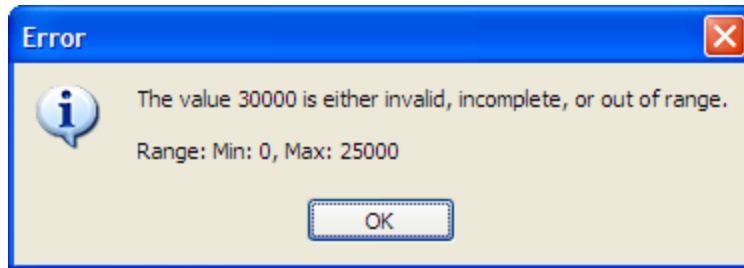 Error
The value 30000 is either invalid, incomplete, or out of range.
Range: Min: 0, Max: 25000
OK